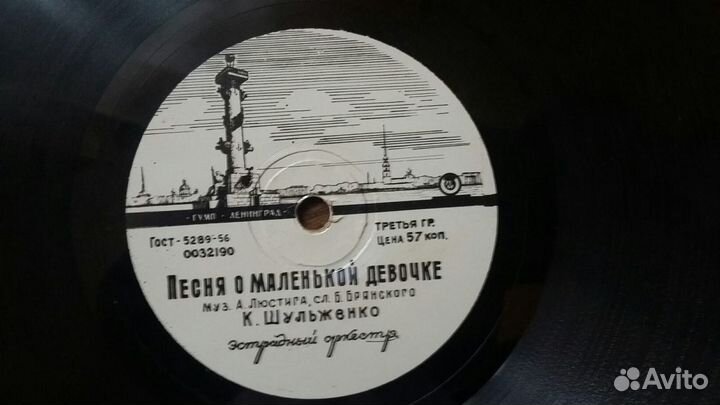 - ГУМП - ЛЕНИНГРАД -
ГОСТ-5289-56
0032190
ТРЕТЬЯ ГР.
ЦЕНА 57 КОП.
ПЕСНЯ О МАЛЕНЬКОЙ ДЕВОЧКЕ
МУЗ. А. ЛЮСТИГА, СЛ. Б. БРЯНСКОГО
К. ШУЛЬЖЕНКО
эстрадный оркестр
Avito